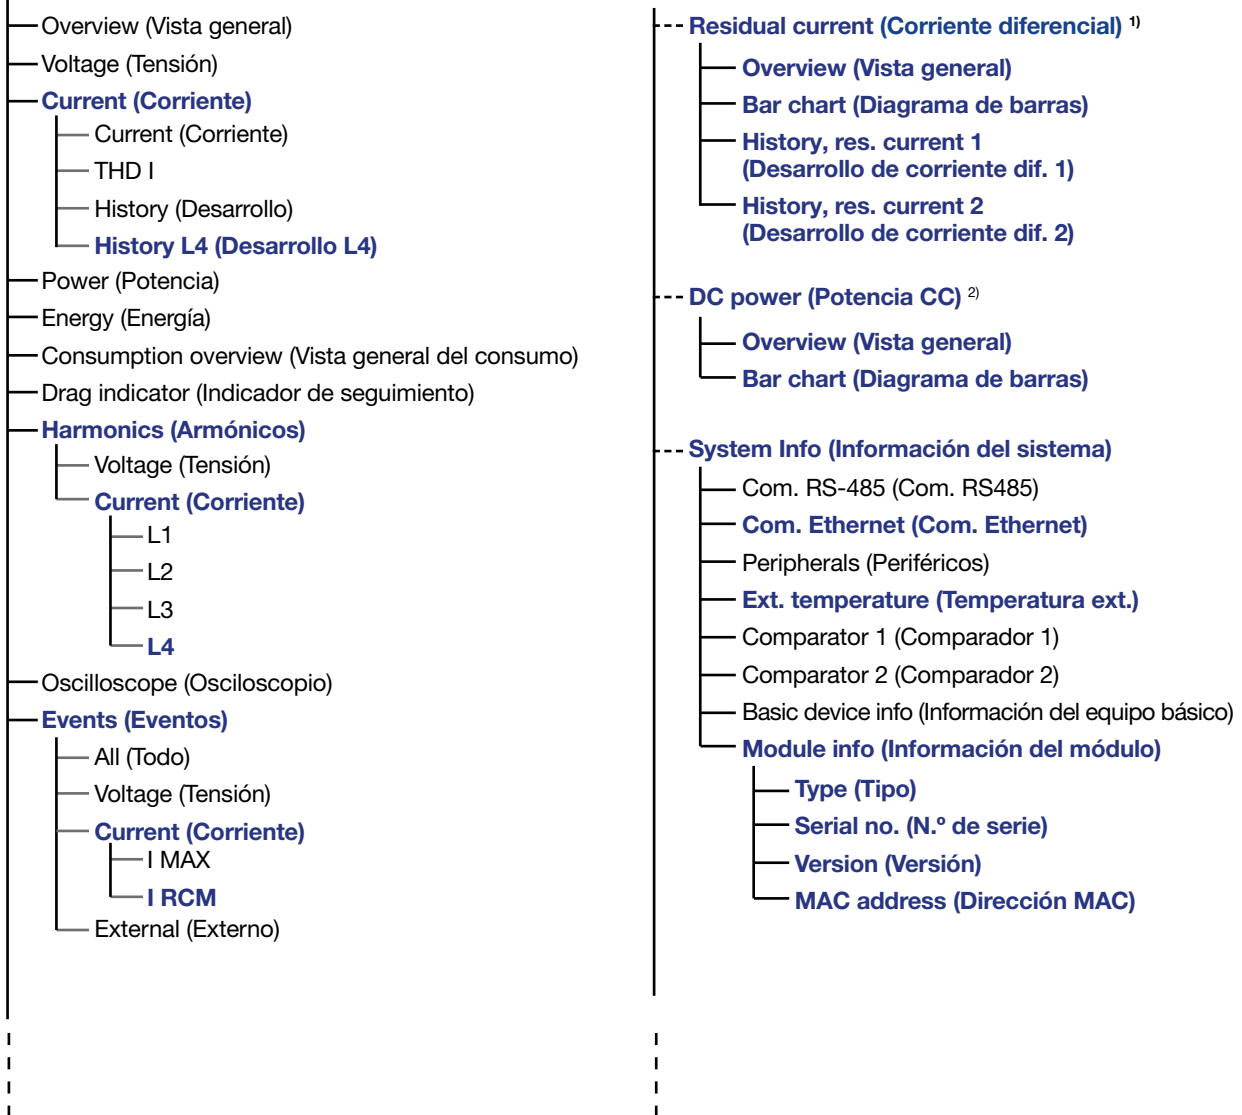 Overview (Vista general)
Voltage (Tensión)
Current (Corriente)
Current (Corriente)
THD I
History (Desarrollo)
History L4 (Desarrollo L4)
Power (Potencia)
Energy (Energía)
Consumption overview (Vista general del consumo)
Drag indicator (Indicador de seguimiento)
Harmonics (Armónicos)
Voltage (Tensión)
Current (Corriente)
L1
L2
L3
L4
Oscilloscope (Osciloscopio)
Events (Eventos)
All (Todo)
Voltage (Tensión)
Current (Corriente)
I MAX
I RCM
External (Externo)
Residual current (Corriente diferencial) 1)
Overview (Vista general)
Bar chart (Diagrama de barras)
History, res. current 1
(Desarrollo de corriente dif. 1)
History, res. current 2
(Desarrollo de corriente dif. 2)
DC power (Potencia CC) 2)
Overview (Vista general)
Bar chart (Diagrama de barras)
System Info (Información del sistema)
Com. RS-485 (Com. RS485)
Com. Ethernet (Com. Ethernet)
Peripherals (Periféricos)
Ext. temperature (Temperatura ext.)
Comparator 1 (Comparador 1)
Comparator 2 (Comparador 2)
Basic device info (Información del equipo básico)
Module info (Información del módulo)
Type (Tipo)
Serial no. (N.º de serie)
Version (Versión)
MAC address (Dirección MAC)